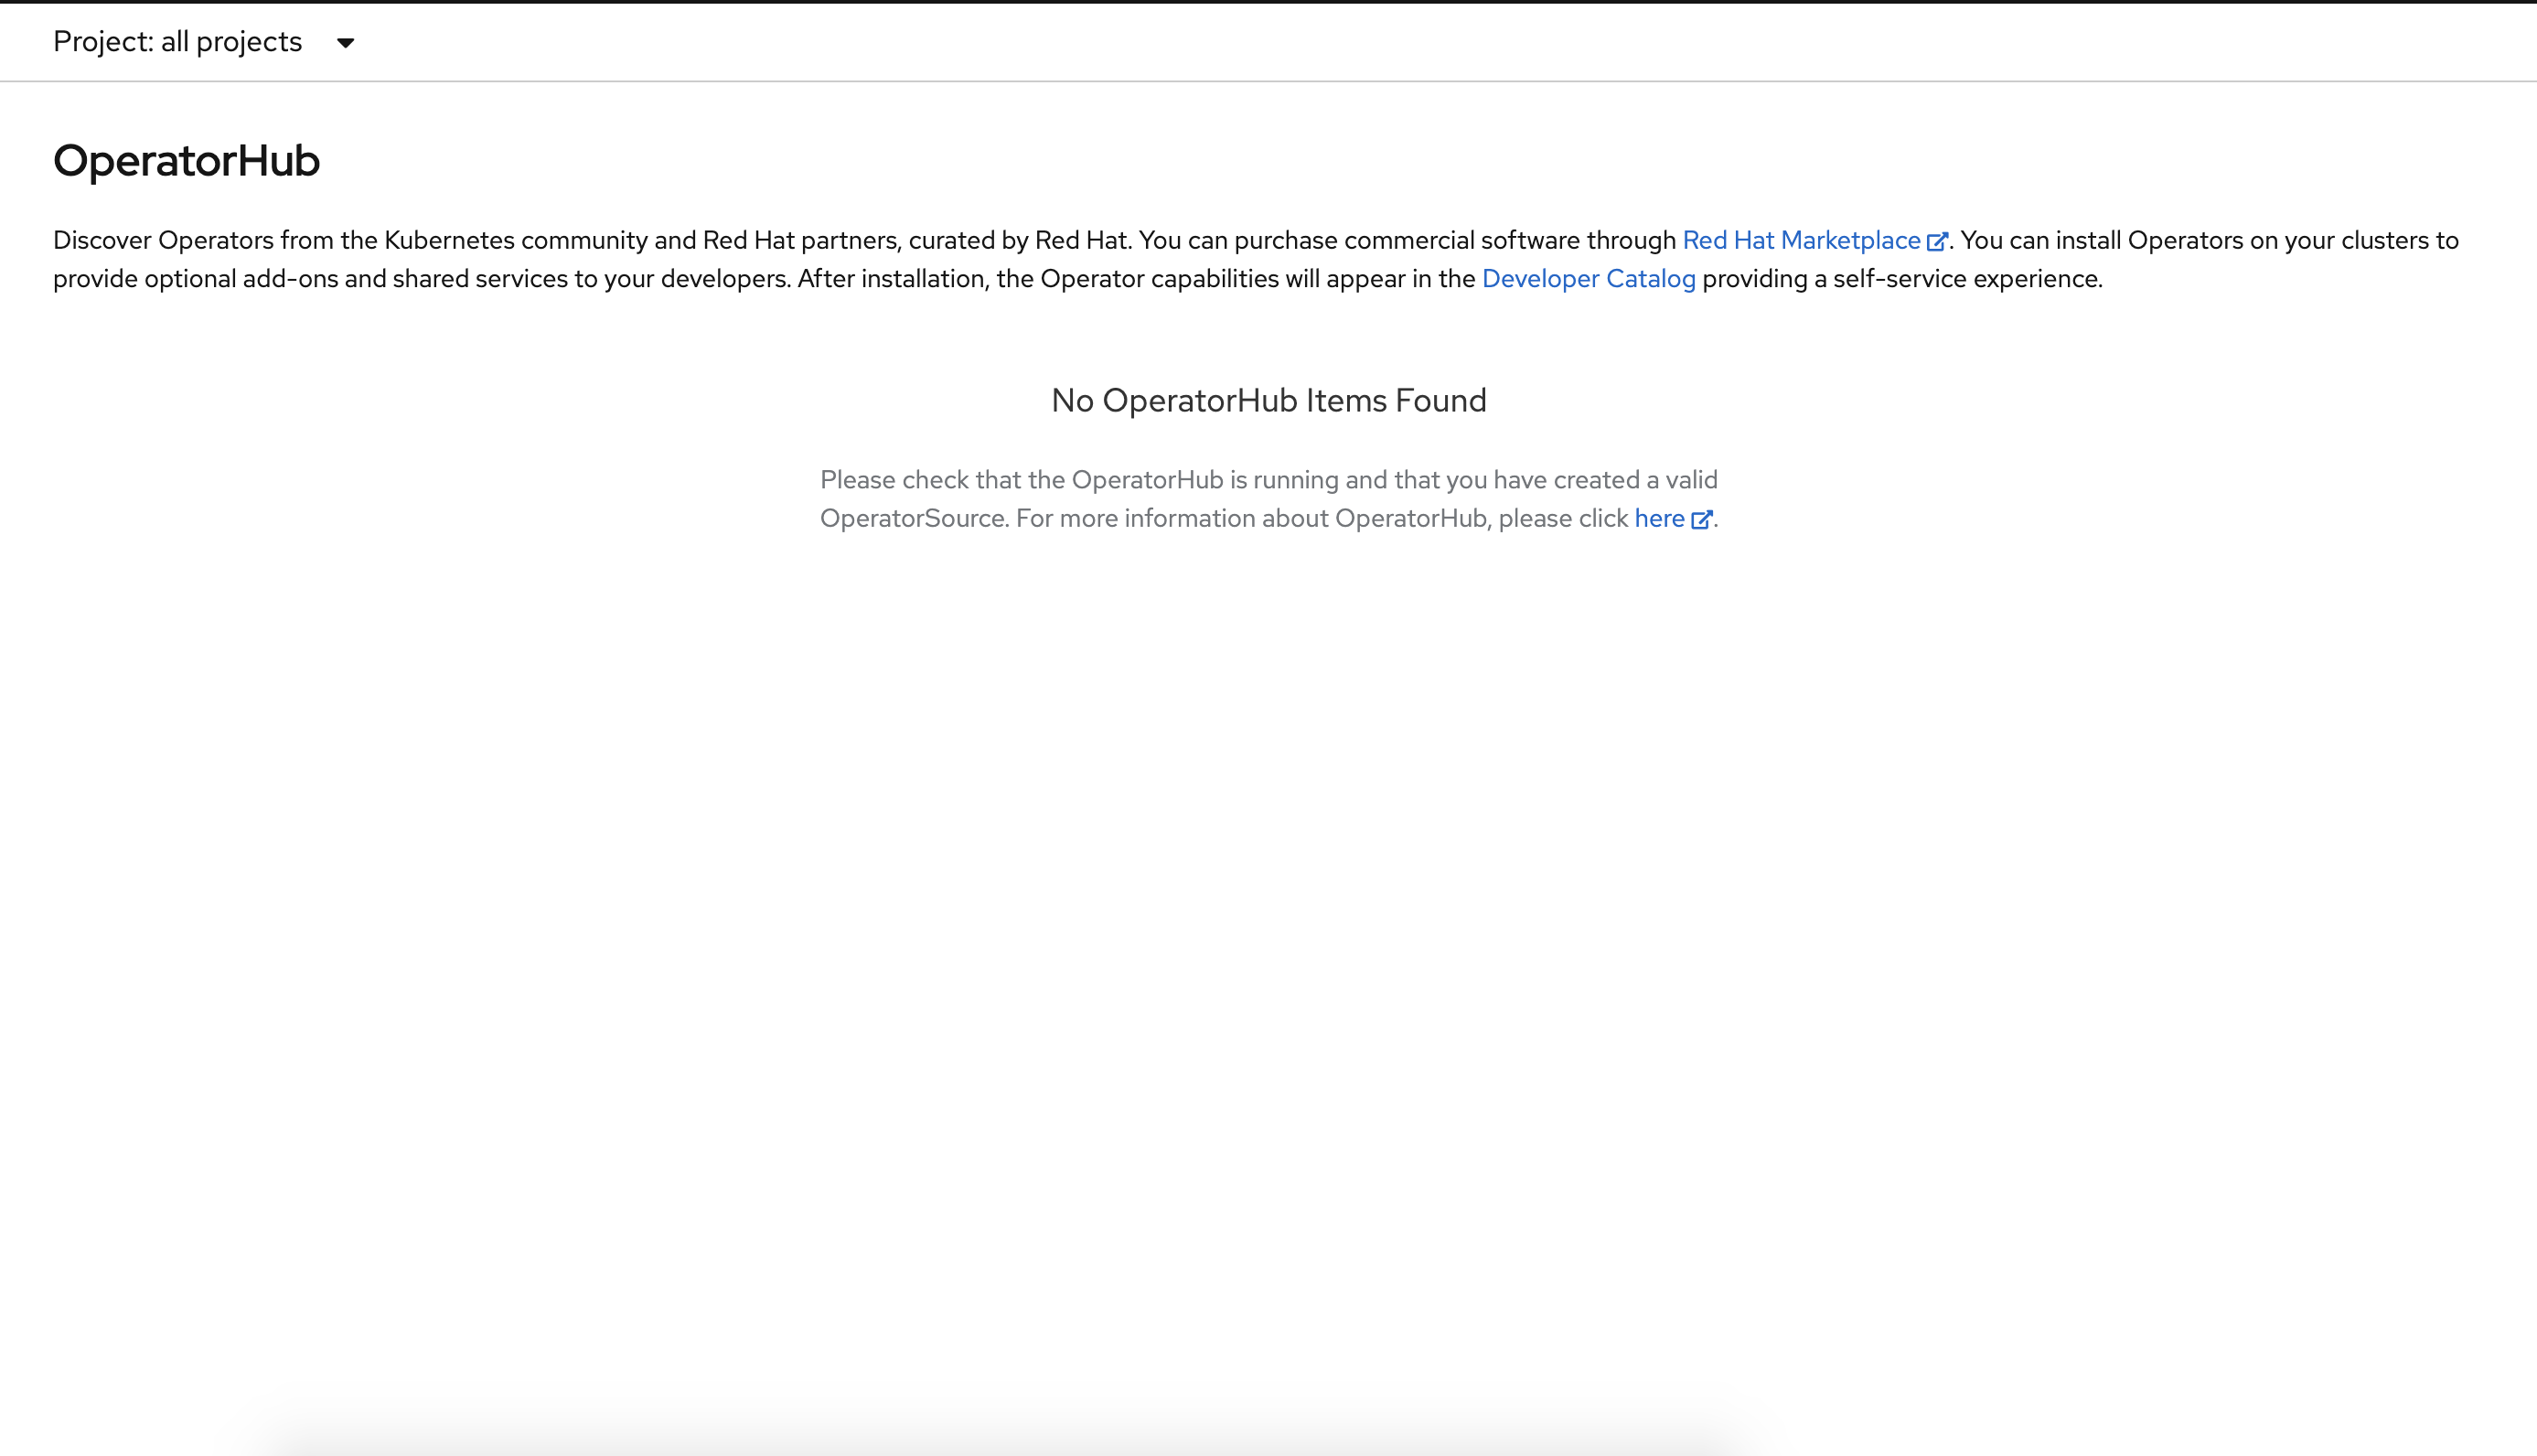 Project: all projects
OperatorHub
Discover Operators from the Kubernetes community and Red Hat partners, curated by Red Hat. You can purchase commercial software through Red Hat Marketplace. You can install Operators on your clusters to
provide optional add-ons and shared services to your developers. After installation, the Operator capabilities will appear in the Developer Catalog providing a self-service experience.
No OperatorHub Items Found
Please check that the OperatorHub is running and that you have created a valid
OperatorSource. For more information about OperatorHub, please click here.